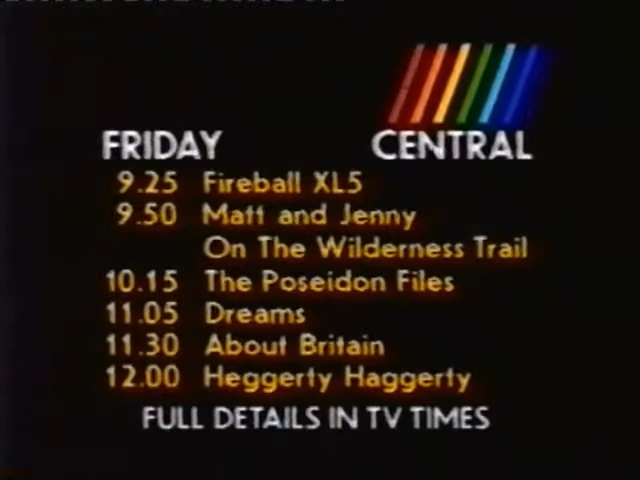 FRIDAY CENTRAL
9.25 Fireball XL5
9.50 Matt and Jenny
On The Wilderness Trail
10.15 The Poseidon Files
11.05 Dreams
11.30 About Britain
12.00 Heggerty Haggerty
FULL DETAILS IN TV TIMES